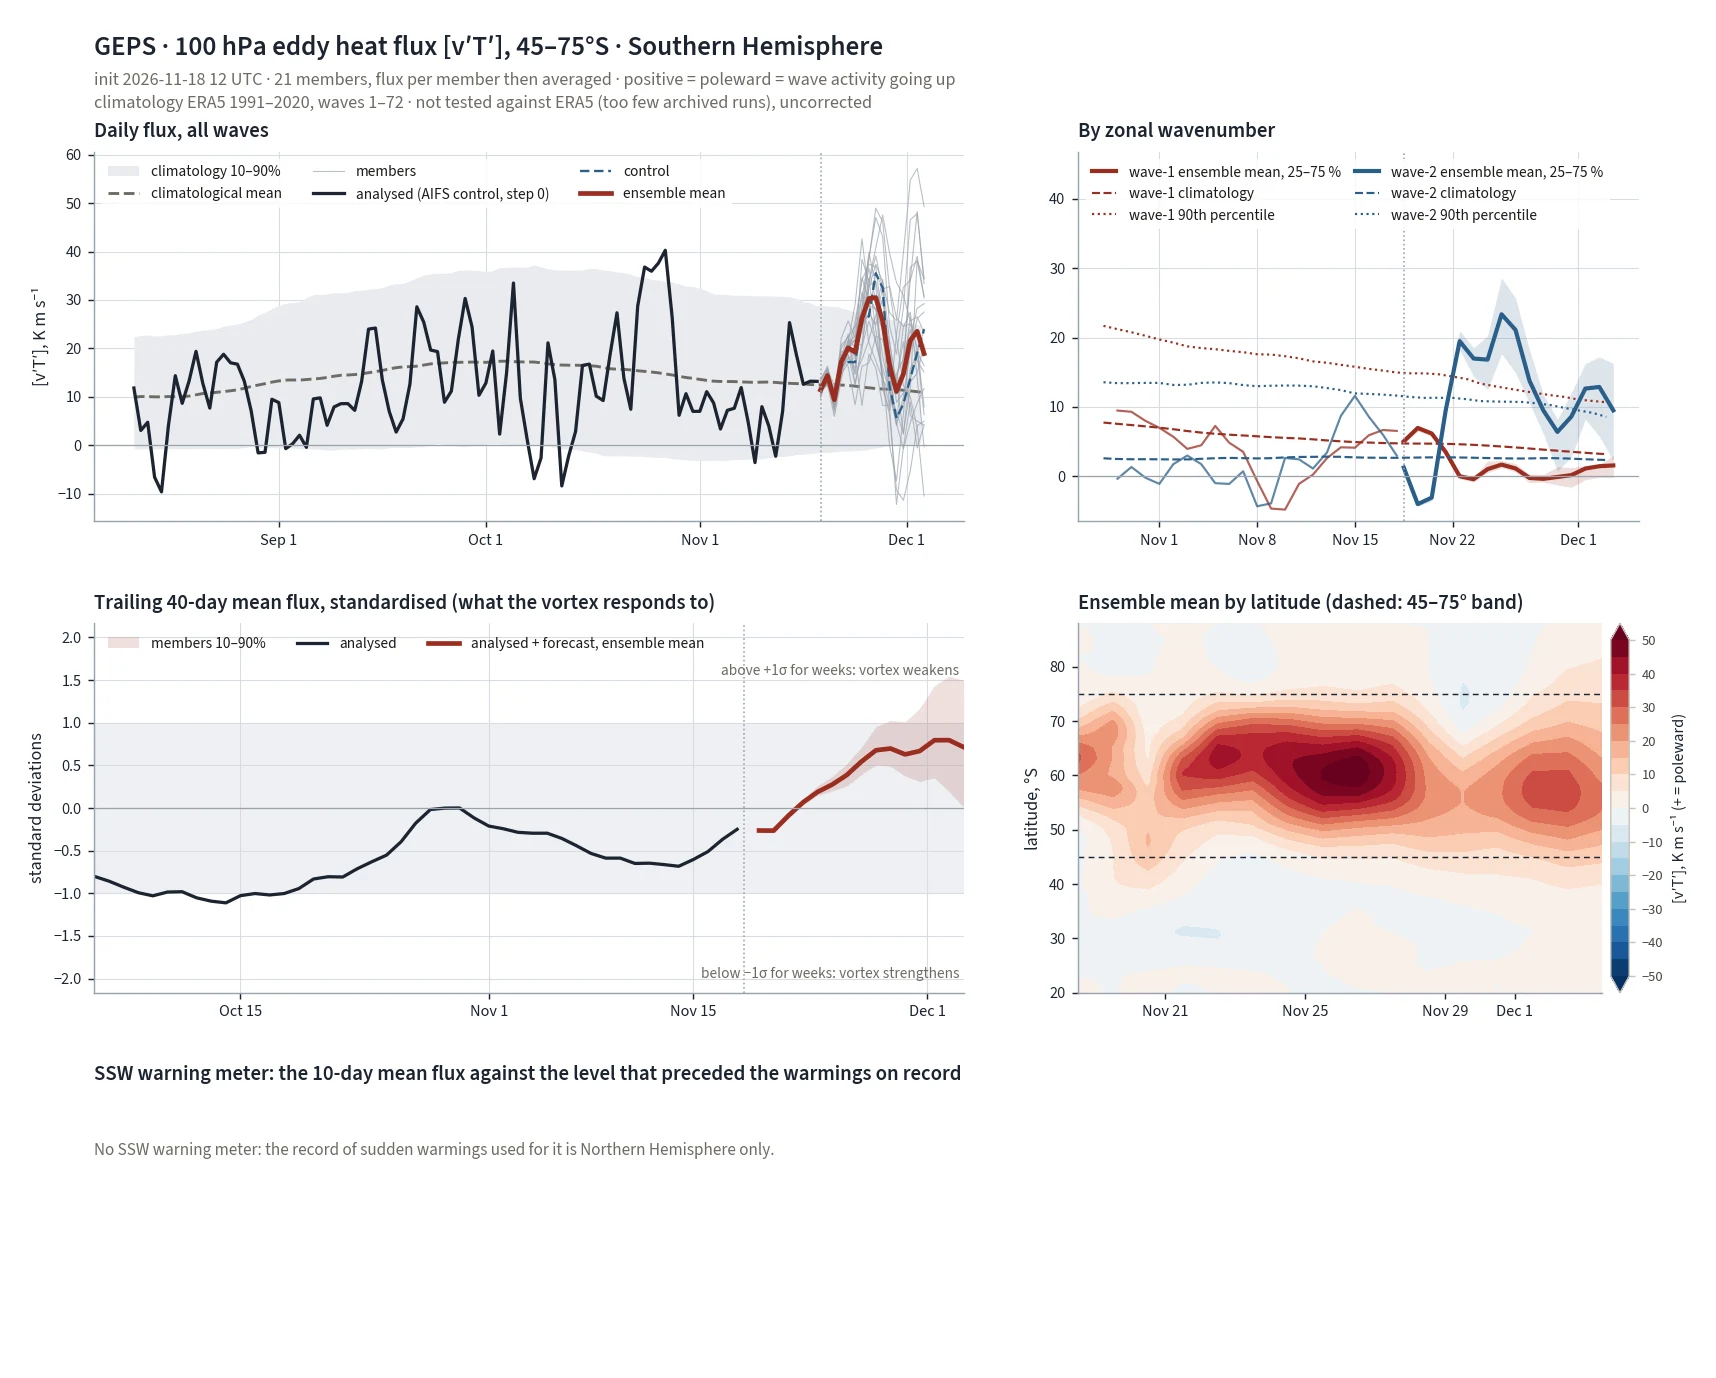 GEPS · 100 hPa eddy heat flux [v′T′], 45–75°S · Southern Hemisphere
init 2026-11-18 12 UTC · 21 members, flux per member then averaged · positive = poleward = wave activity going up
climatology ERA5 1991–2020, waves 1–72 · not tested against ERA5 (too few archived runs), uncorrected
Daily flux, all waves
climatology 10–90%
members
control
climatological mean
analysed (AIFS control, step 0)
ensemble mean
60
50
40
30
20
10
0
−10
[v′T′], K m s⁻¹
Sep 1
Oct 1
Nov 1
Dec 1
By zonal wavenumber
wave-1 ensemble mean, 25–75 %
wave-2 ensemble mean, 25–75 %
wave-1 climatology
wave-2 climatology
wave-1 90th percentile
wave-2 90th percentile
40
30
20
10
0
Nov 1
Nov 8
Nov 15
Nov 22
Dec 1
Trailing 40-day mean flux, standardised (what the vortex responds to)
members 10–90%
analysed
analysed + forecast, ensemble mean
above +1σ for weeks: vortex weakens
below −1σ for weeks: vortex strengthens
2.0
1.5
1.0
0.5
0.0
−0.5
−1.0
−1.5
−2.0
standard deviations
Oct 15
Nov 1
Nov 15
Dec 1
Ensemble mean by latitude (dashed: 45–75° band)
80
70
60
50
40
30
20
latitude, °S
Nov 21
Nov 25
Nov 29
Dec 1
50
40
30
20
10
0
−10
−20
−30
−40
−50
[v′T′], K m s⁻¹ (+ = poleward)
SSW warning meter: the 10-day mean flux against the level that preceded the warmings on record
No SSW warning meter: the record of sudden warmings used for it is Northern Hemisphere only.